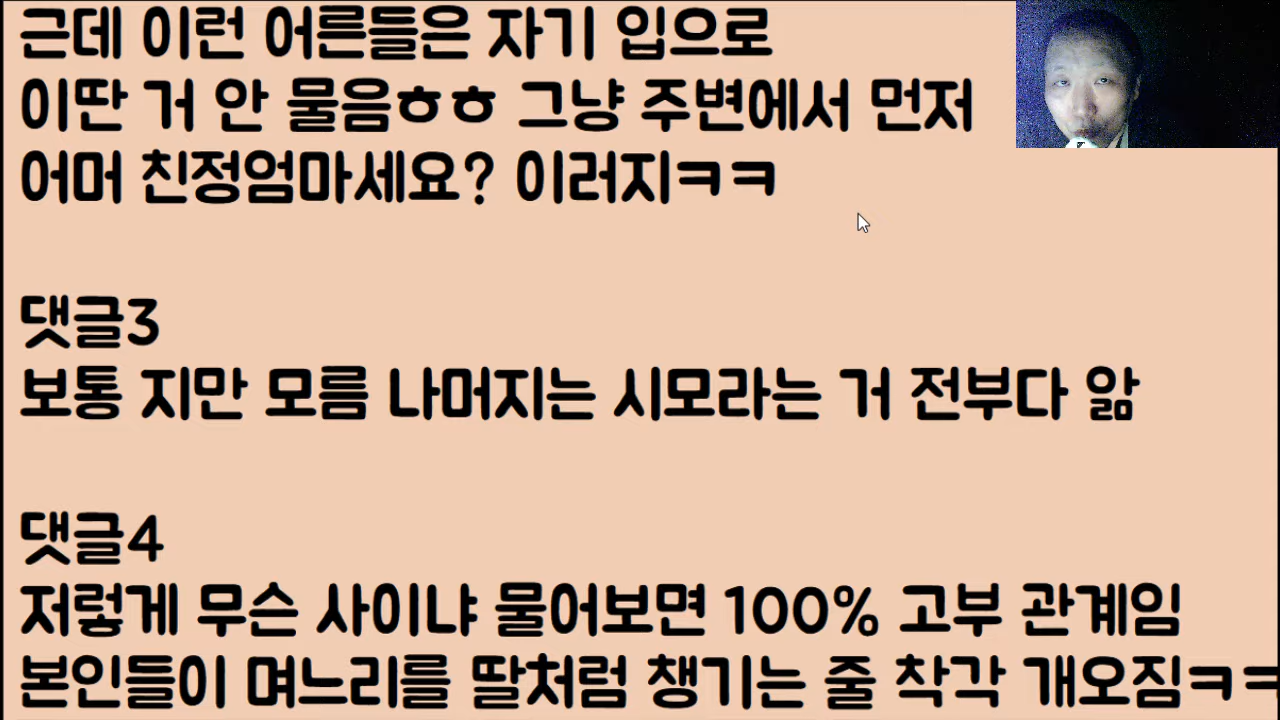 근데 이런 어른들은 자기 입으로
이딴 거 안 물음ㅎㅎ 그냥 주변에서 먼저
어머 친정엄마세요? 이러지ㅋㅋ
댓글3
보통 지만 모름 나머지는 시모라는 거 전부다 앎
댓글4
저렇게 무슨 사이냐 물어보면 100% 고부 관계임
본인들이 며느리를 딸처럼 챙기는 줄 착각 개오짐ㅋㅋ